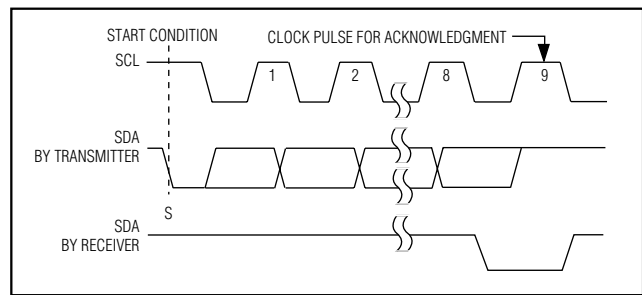 START CONDITION
CLOCK PULSE FOR ACKNOWLEDGMENT
SCL
1
2
8
9
SDA
BY TRANSMITTER
S
SDA
BY RECEIVER